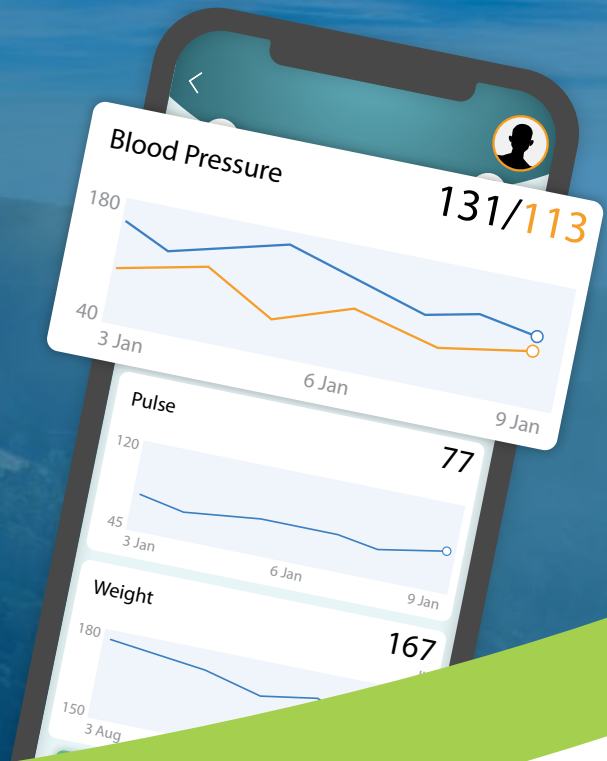 Blood Pressure
131/113
180
40
3 Jan
6 Jan
9 Jan
Pulse
77
120
45
3 Jan
6 Jan
9 Jan
Weight
167
180
150
3 Aug